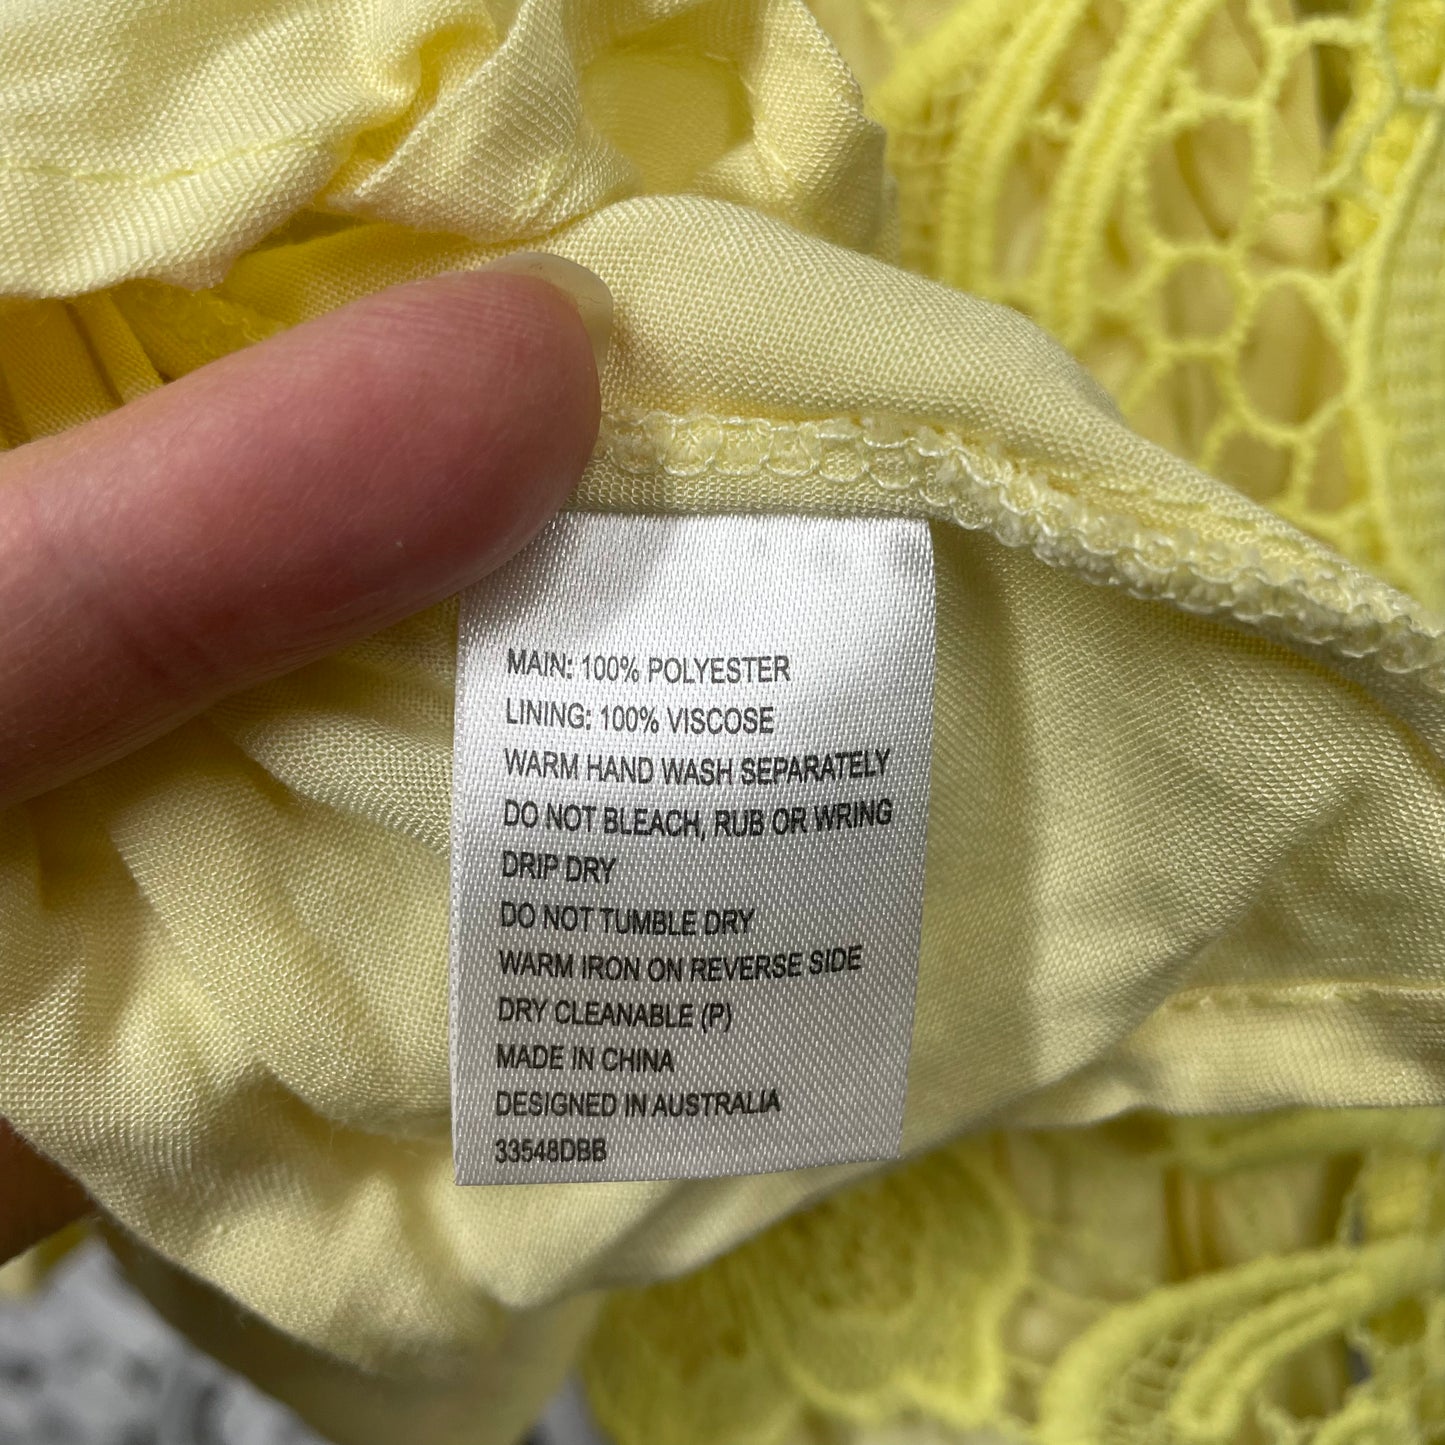 MAIN: 100% POLYESTER
LINING: 100% VISCOSE
WARM HAND WASH SEPARATELY
DO NOT BLEACH, RUB OR WRING
DRIP DRY
DO NOT TUMBLE DRY
WARM IRON ON REVERSE SIDE
DRY CLEANABLE (P)
MADE IN CHINA
DESIGNED IN AUSTRALIA
33548DBB